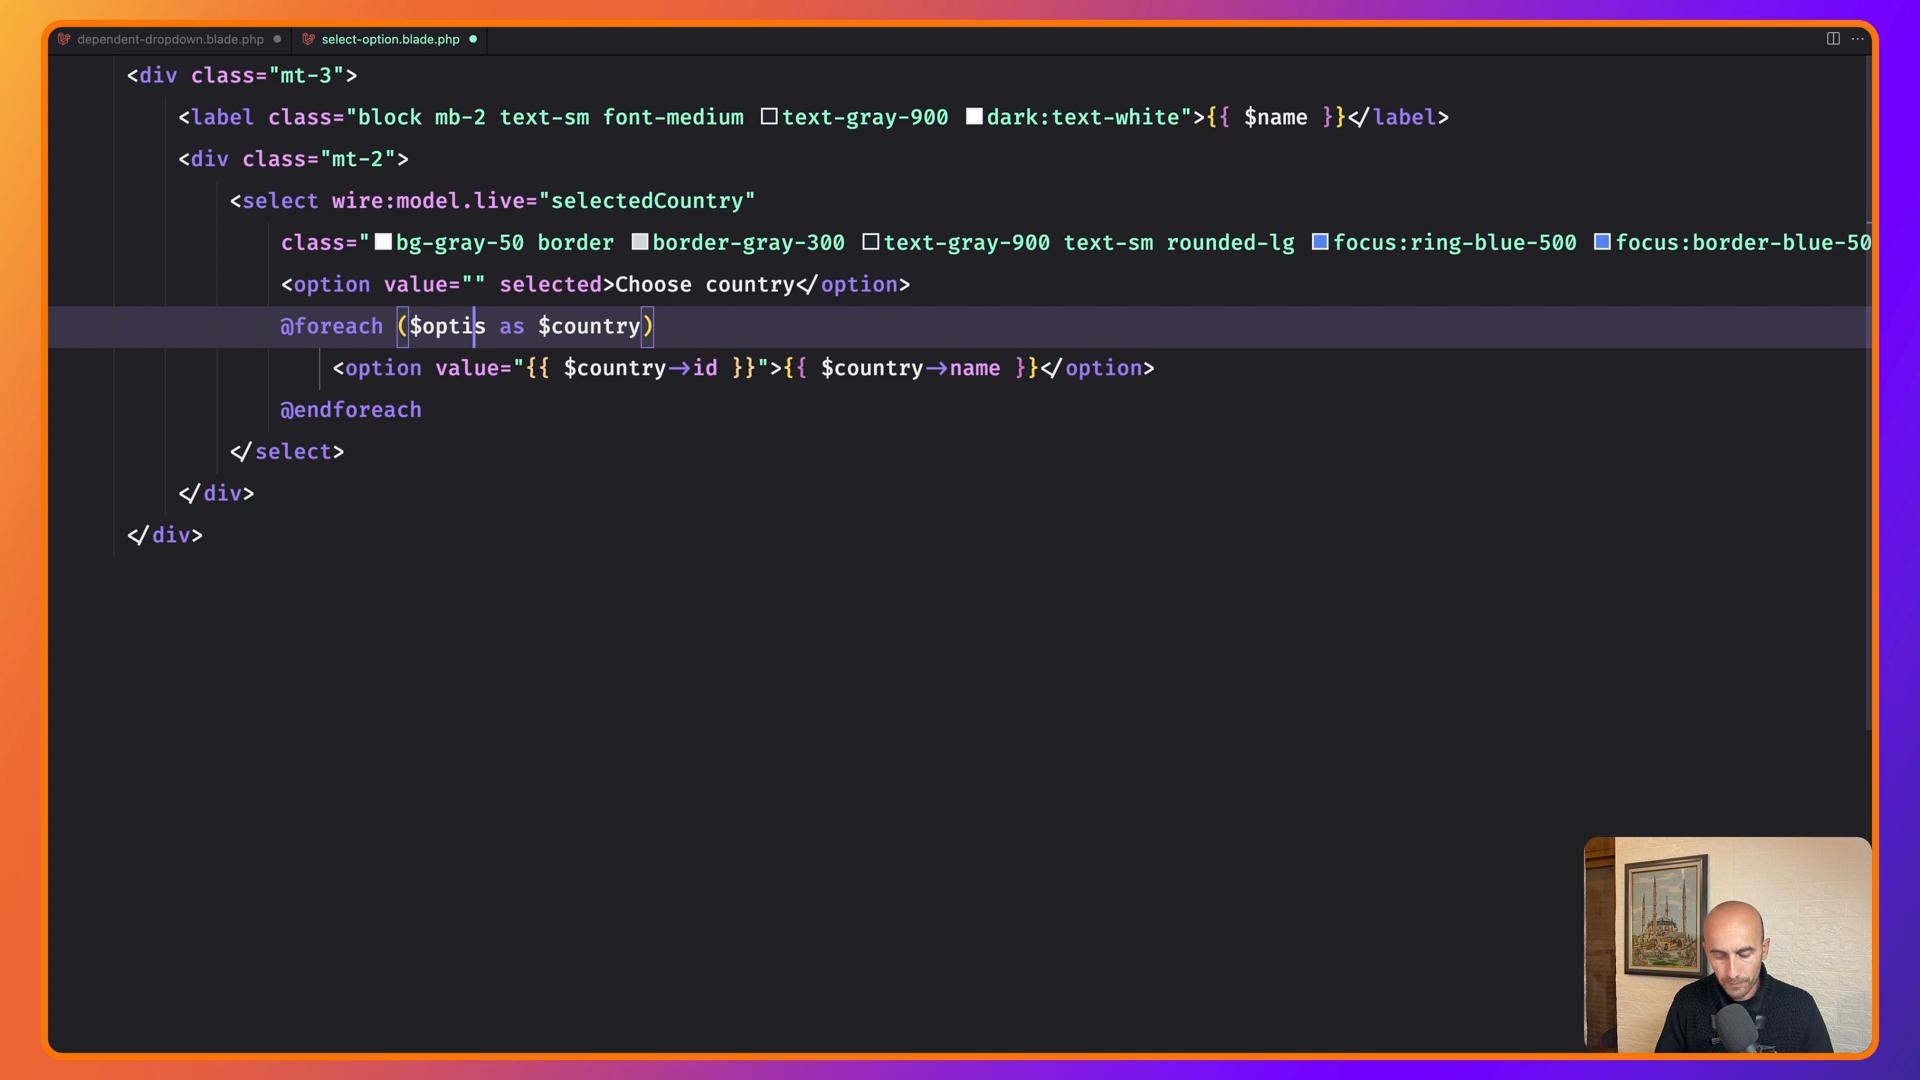 dependent-dropdown.blade.php
select-option.blade.php
<div class="mt-3">
<label class="block mb-2 text-sm font-medium text-gray-900 dark:text-white">{{ $name }}</label>
<div class="mt-2">
<select wire:model.live="selectedCountry"
class="bg-gray-50 border border-gray-300 text-gray-900 text-sm rounded-lg focus:ring-blue-500 focus:border-blue-50
<option value="" selected>Choose country</option>
@foreach ($optis as $country)
<option value="{{ $country->id }}">{{ $country->name }}</option>
@endforeach
</select>
</div>
</div>